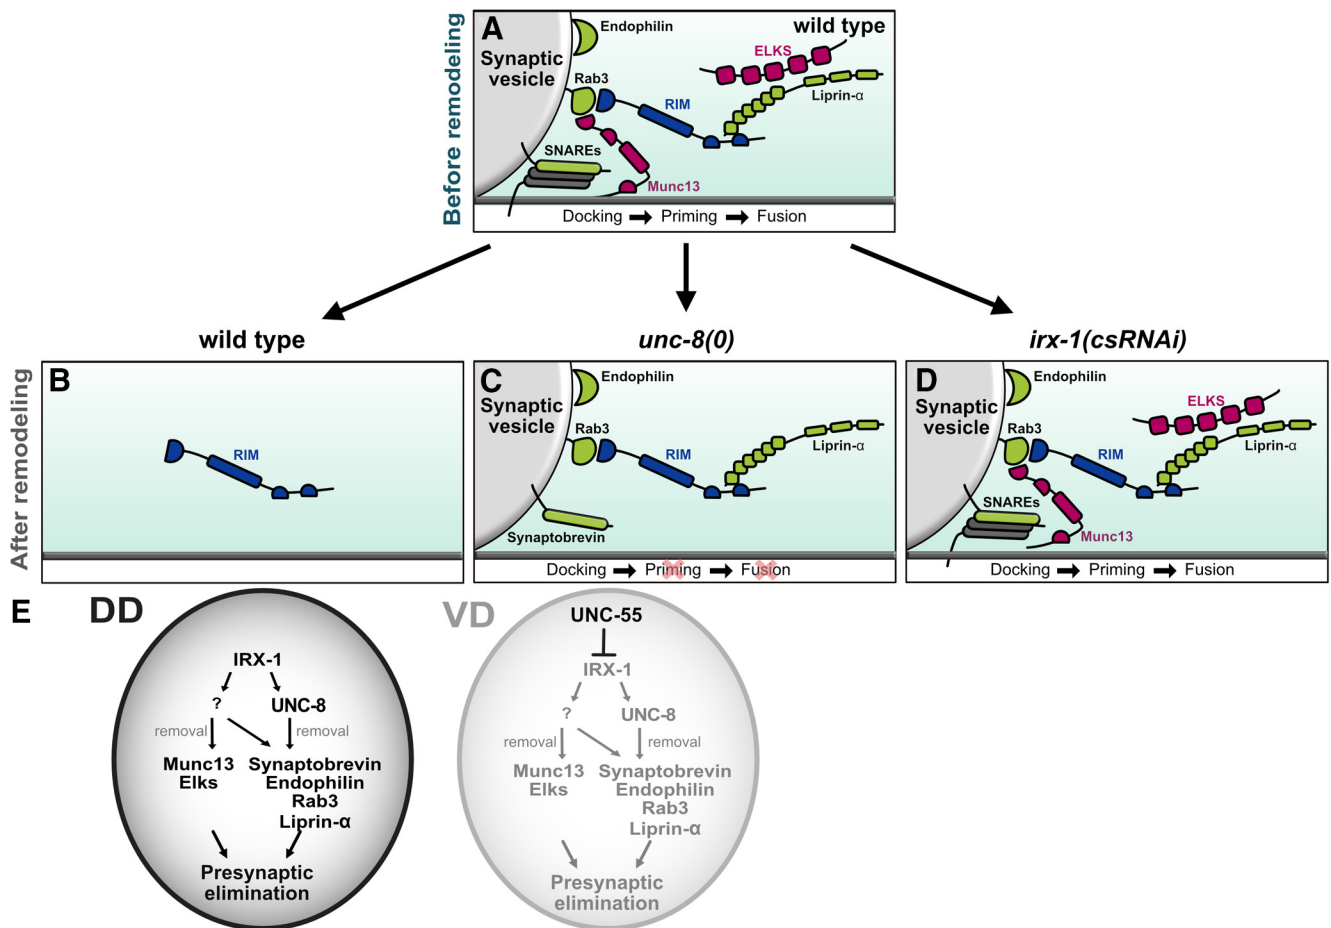 Before remodeling
A
wild type
Endophilin
Synaptic
vesicle
ELKS
Rab3
RIM
Liprin-α
SNAREs
Munc13
Docking → Priming → Fusion
wild type
unc-8(0)
irx-1(csRNAi)
After remodeling
B
RIM
C
Endophilin
Synaptic
vesicle
Rab3
RIM
Liprin-α
Synaptobrevin
Docking → Priming → Fusion
D
Endophilin
Synaptic
vesicle
ELKS
Rab3
RIM
Liprin-α
SNAREs
Munc13
Docking → Priming → Fusion
E
DD
IRX-1
? UNC-8
removal removal
Munc13 Synaptobrevin
Elks Endophilin
Rab3
Liprin-α
Presynaptic
elimination
VD
UNC-55
IRX-1
? UNC-8
removal removal
Munc13 Synaptobrevin
Elks Endophilin
Rab3
Liprin-α
Presynaptic
elimination